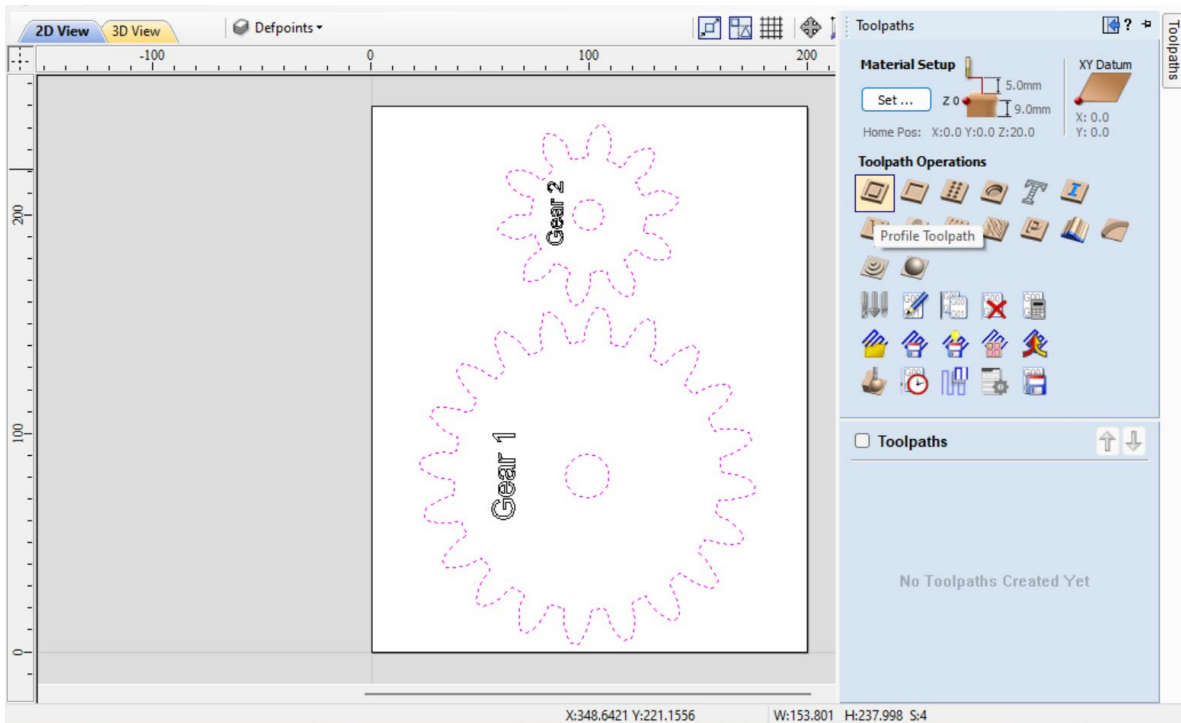 2D View 3D View Defpoints
-100 0 100 200
200
100
0
Gear 2
Gear 1
Toolpaths ?
Toolpaths
Material Setup
Set ...
Z 0
5.0mm
9.0mm
XY Datum
X: 0.0
Y: 0.0
Home Pos: X:0.0 Y:0.0 Z:20.0
Toolpath Operations
Profile Toolpath
Toolpaths
No Toolpaths Created Yet
X:348.6421 Y:221.1556 W:153.801 H:237.998 S:4